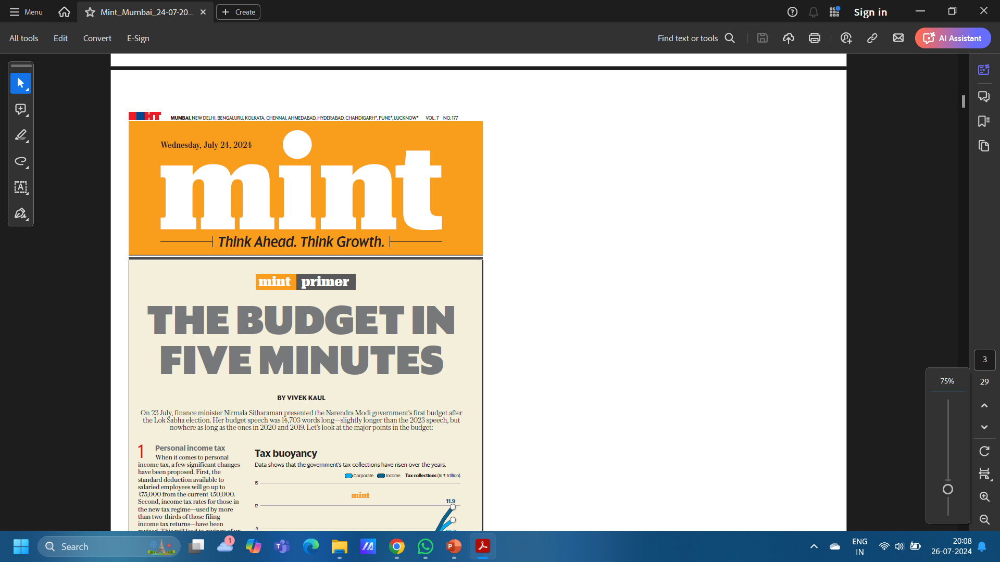 Menu
Mint_Mumbai_24-07-20...
Create
Sign in
All tools
Edit
Convert
E-Sign
Find text or tools
AI Assistant
HT
MUMBAI, NEW DELHI, BENGALURU, KOLKATA, CHENNAI, AHMEDABAD, HYDERABAD, CHANDIGARH*, PUNE*, LUCKNOW* VOL. 7 NO. 177
Wednesday, July 24, 2024
mint
Think Ahead. Think Growth.
mint primer
THE BUDGET IN
FIVE MINUTES
BY VIVEK KAUL
On 23 July, finance minister Nirmala Sitharaman presented the Narendra Modi government's first budget after
the Lok Sabha election. Her budget speech was 14,703 words long—slightly longer than the 2023 speech, but
nowhere as long as the ones in 2020 and 2019. Let's look at the major points in the budget:
1 Personal income tax
When it comes to personal
income tax, a few significant changes
have been proposed. First, the
standard deduction available to
salaried employees will go up to
₹75,000 from the current ₹50,000.
Second, income tax rates for those in
the new tax regime—used by more
than two-thirds of those filing
income tax returns—have been
Tax buoyancy
Data shows that the government's tax collections have risen over the years.
Corporate Income Tax collections (in ₹ trillion)
15
mint
11.9
12
9
3
29
75%
Search
1
ENG
IN
20:08
26-07-2024